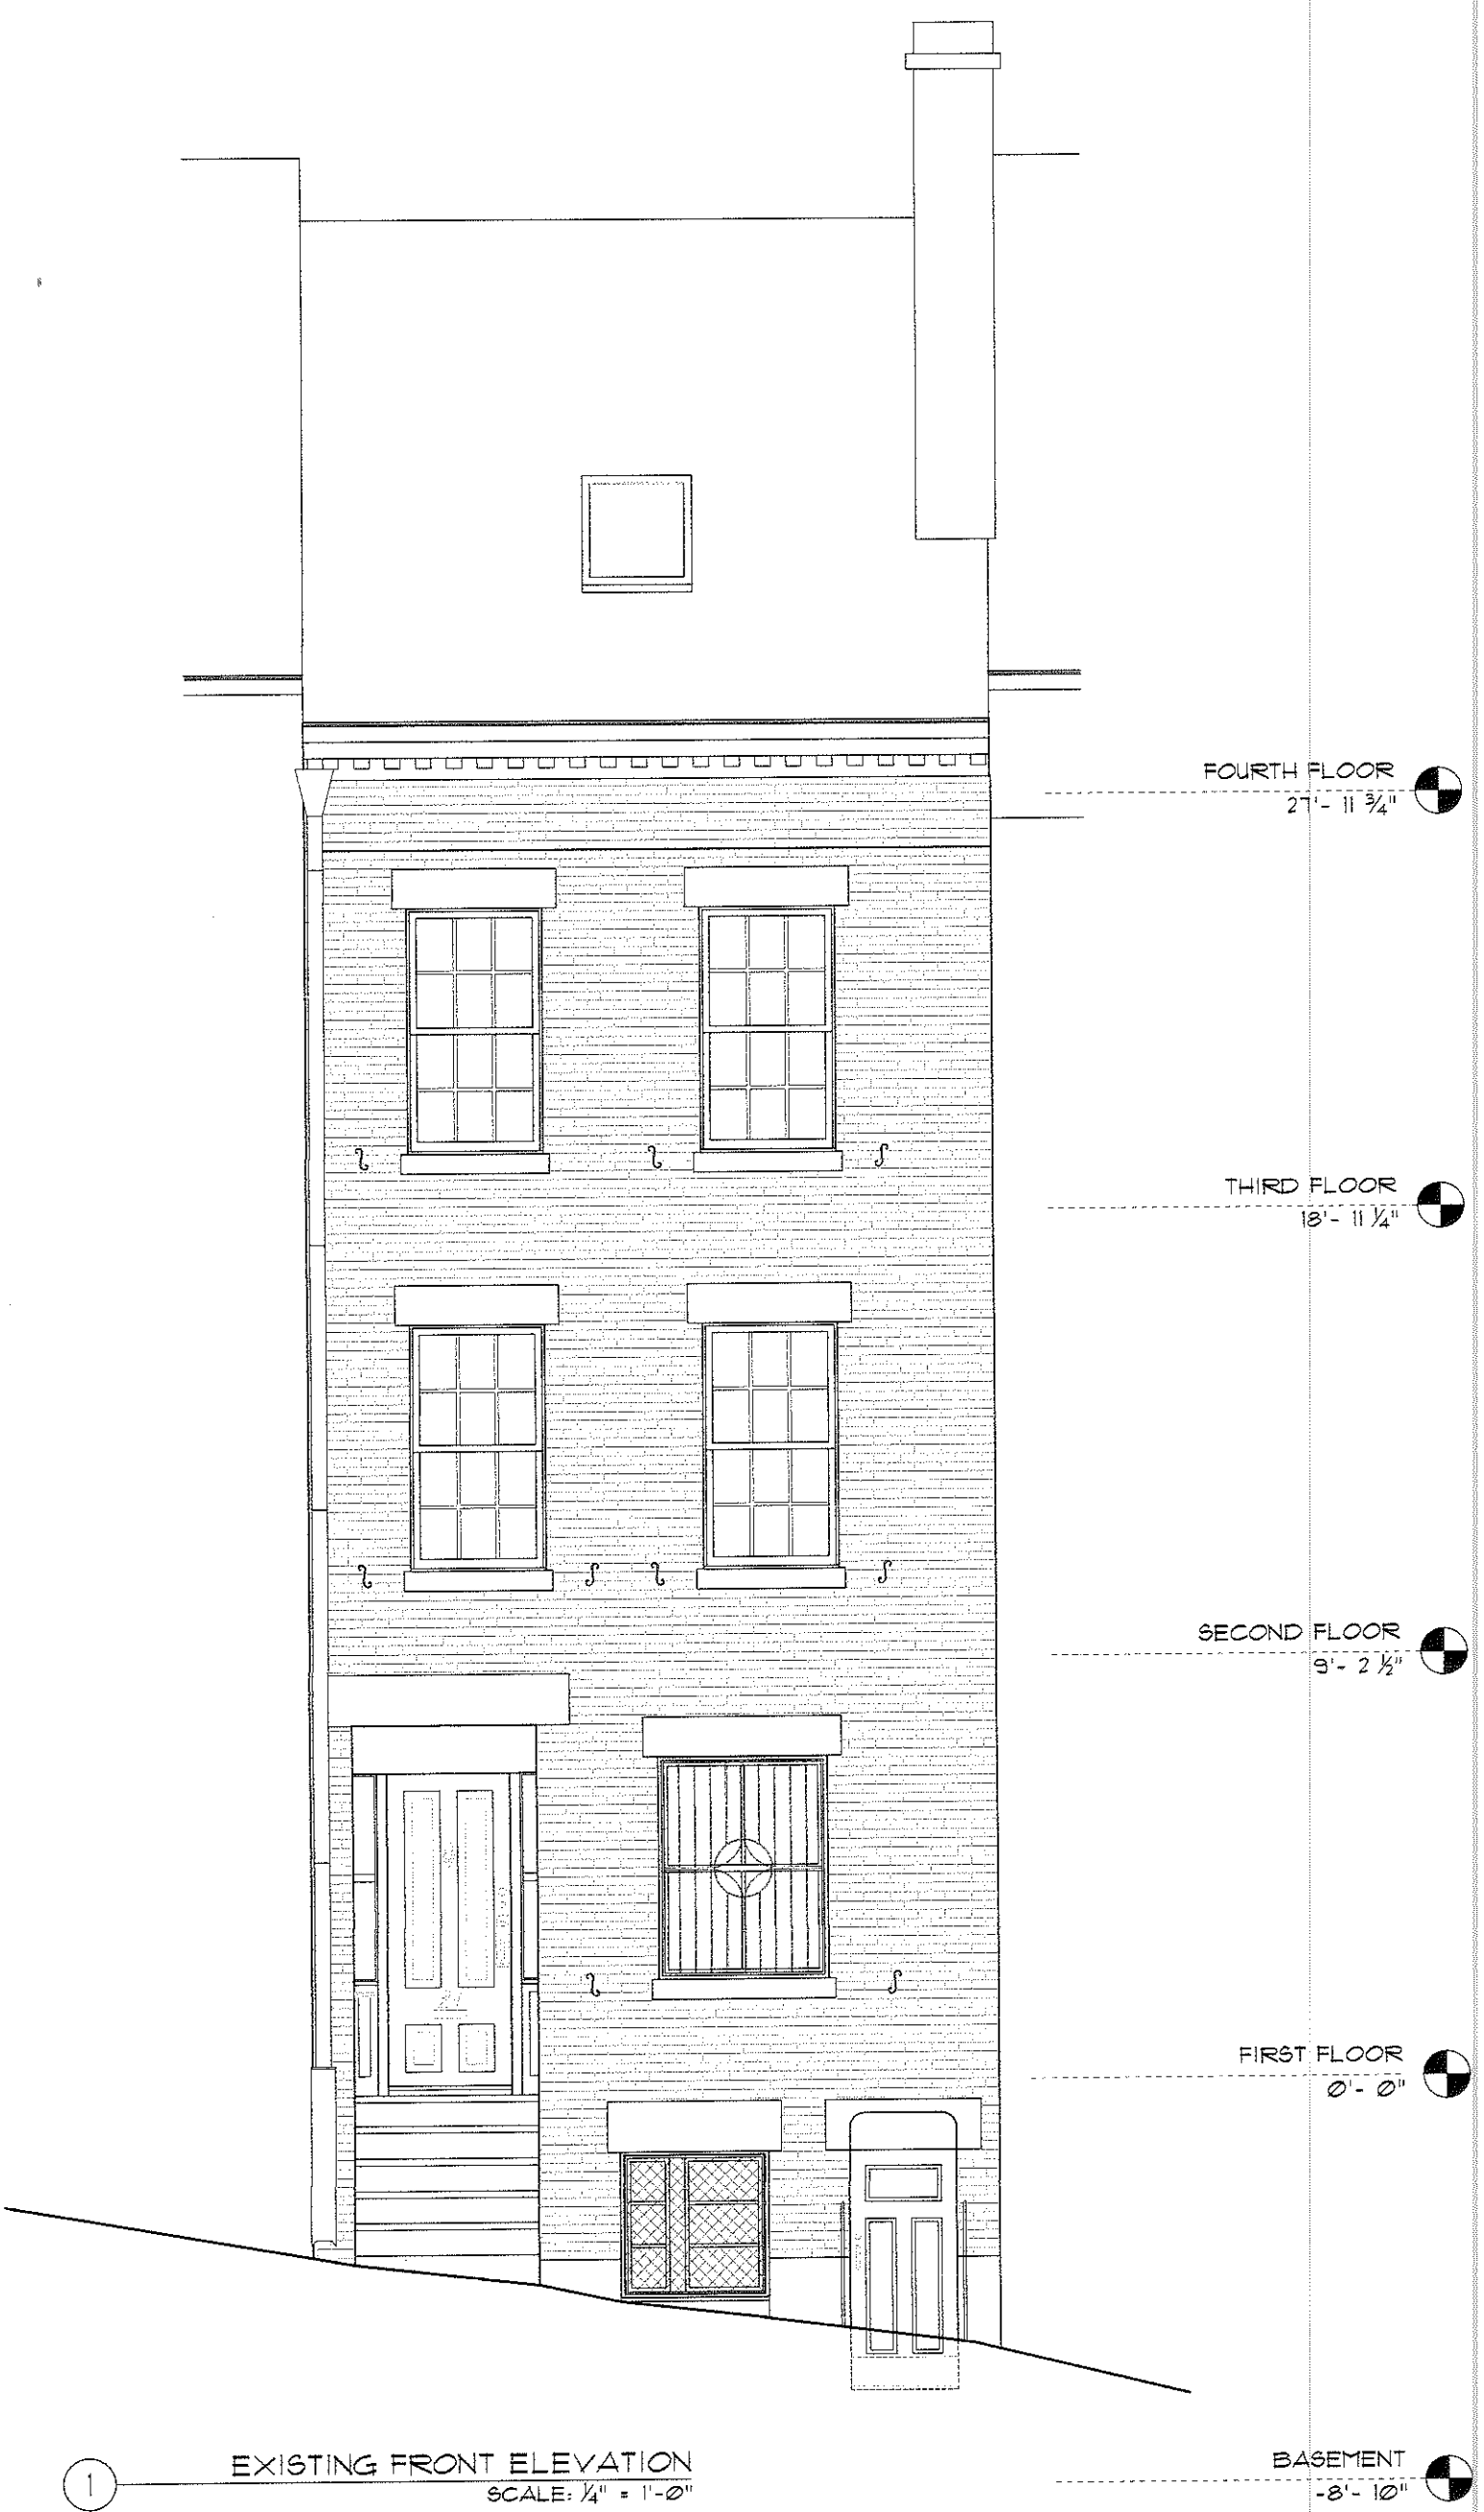 FOURTH FLOOR
27'- 11 ¾"
THIRD FLOOR
18'- 11 ¼"
SECOND FLOOR
9'- 2 ½"
FIRST FLOOR
0'- 0"
BASEMENT
-8'- 10"
1
EXISTING FRONT ELEVATION
SCALE: ¼" = 1'-0"